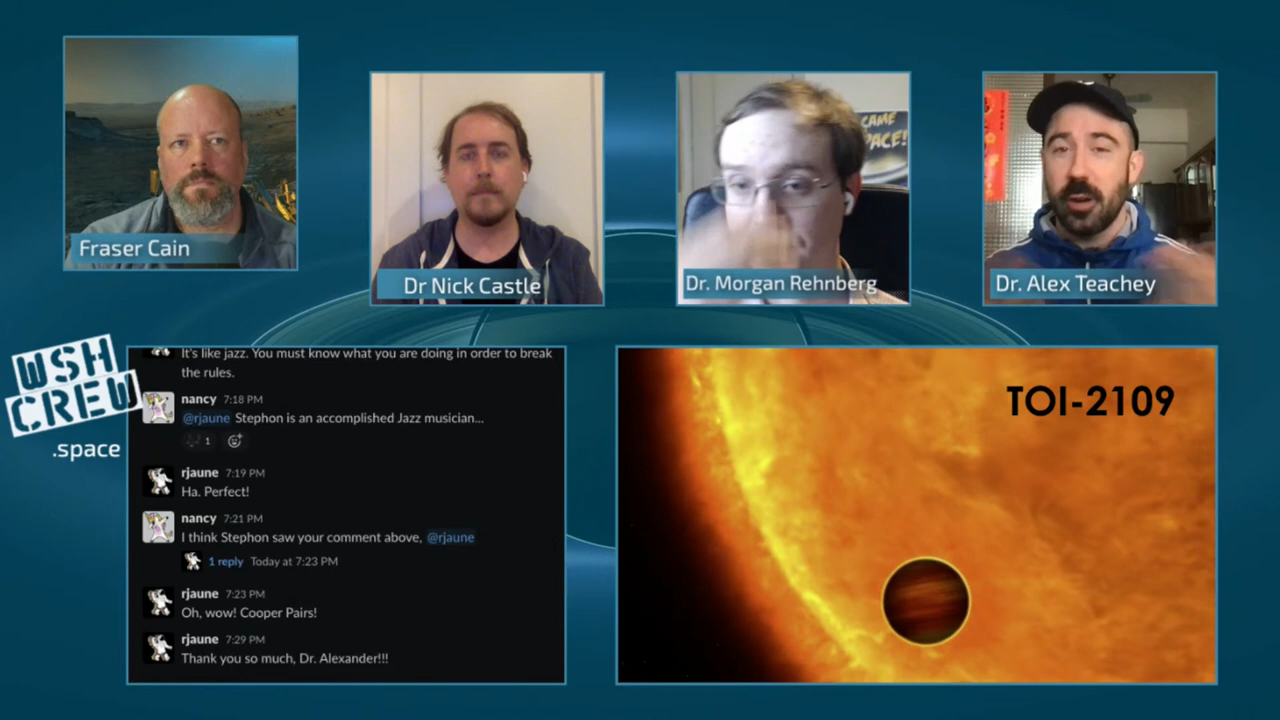 CAME
PACE!
Fraser Cain
Dr Nick Castle
Dr. Morgan Rehnberg
Dr. Alex Teachey
WSH
CREW
.space
It's like jazz. You must know what you are doing in order to break
the rules.
nancy 7:18 PM
@rjaune Stephon is an accomplished Jazz musician...
1
rjaune 7:19 PM
Ha. Perfect!
nancy 7:21 PM
I think Stephon saw your comment above, @rjaune
1 reply Today at 7:23 PM
rjaune 7:23 PM
Oh, wow! Cooper Pairs!
rjaune 7:29 PM
Thank you so much, Dr. Alexander!!!
TOI-2109